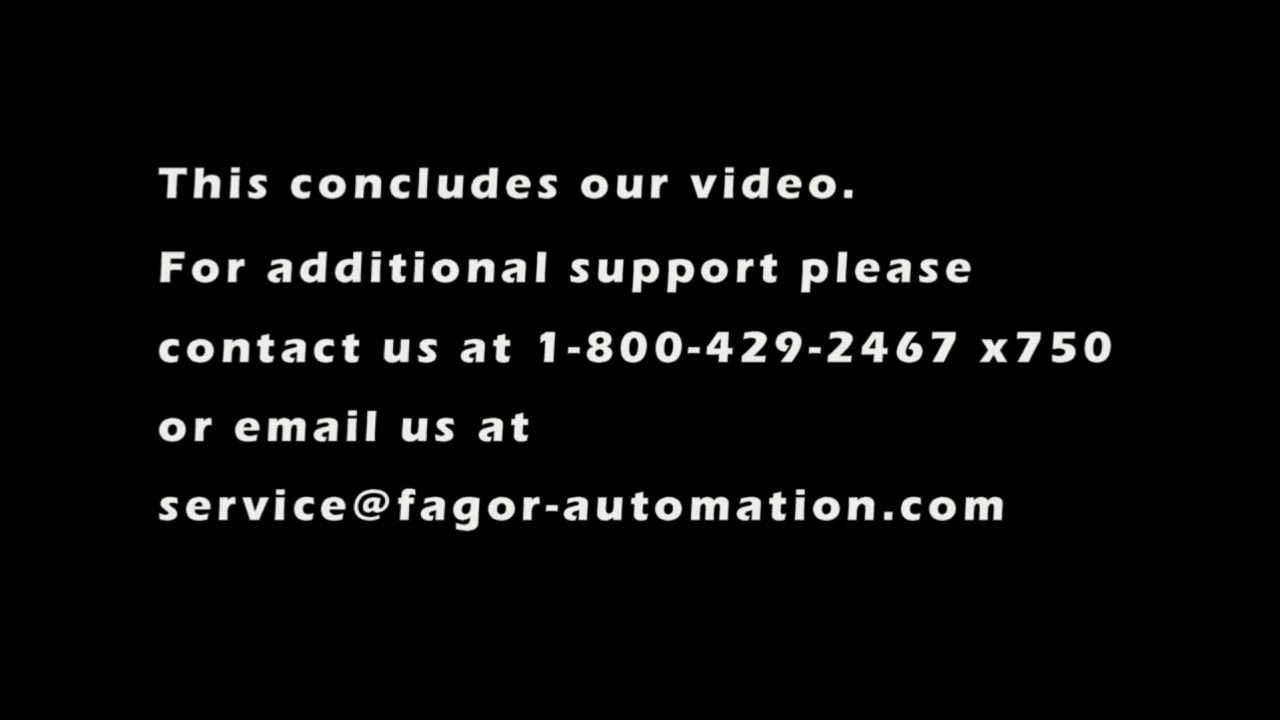 This concludes our video.
For additional support please
contact us at 1-800-429-2467 x750
or email us at
service@fagor-automation.com